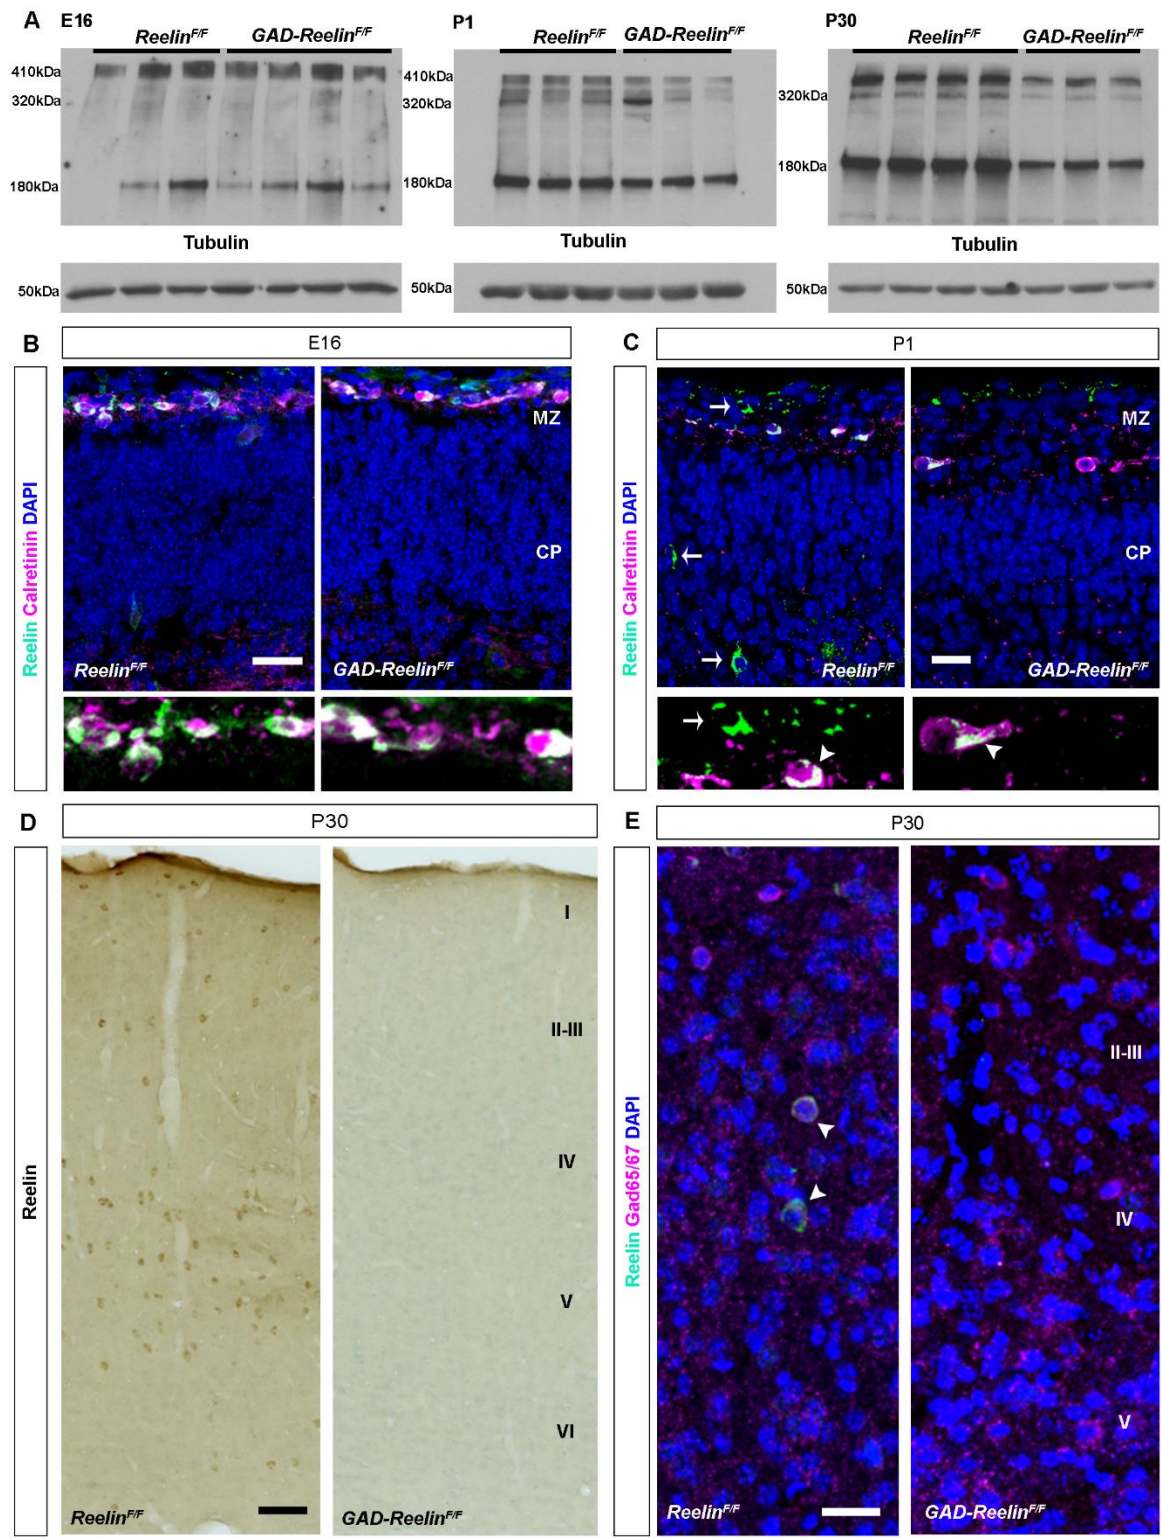 A E16 P1 P30
Reelin^F/F GAD-Reelin^F/F Reelin^F/F GAD-Reelin^F/F Reelin^F/F GAD-Reelin^F/F
410kDa 410kDa
320kDa 320kDa 320kDa
180kDa 180kDa 180kDa
Tubulin Tubulin Tubulin
50kDa 50kDa 50kDa
B E16
Reelin Calretinin DAPI
MZ
CP
Reelin^F/F GAD-Reelin^F/F
C P1
Reelin Calretinin DAPI
MZ
CP
Reelin^F/F GAD-Reelin^F/F
D P30
Reelin
I
II-III
IV
V
VI
Reelin^F/F GAD-Reelin^F/F
E P30
Reelin Gad65/67 DAPI
II-III
IV
V
Reelin^F/F GAD-Reelin^F/F